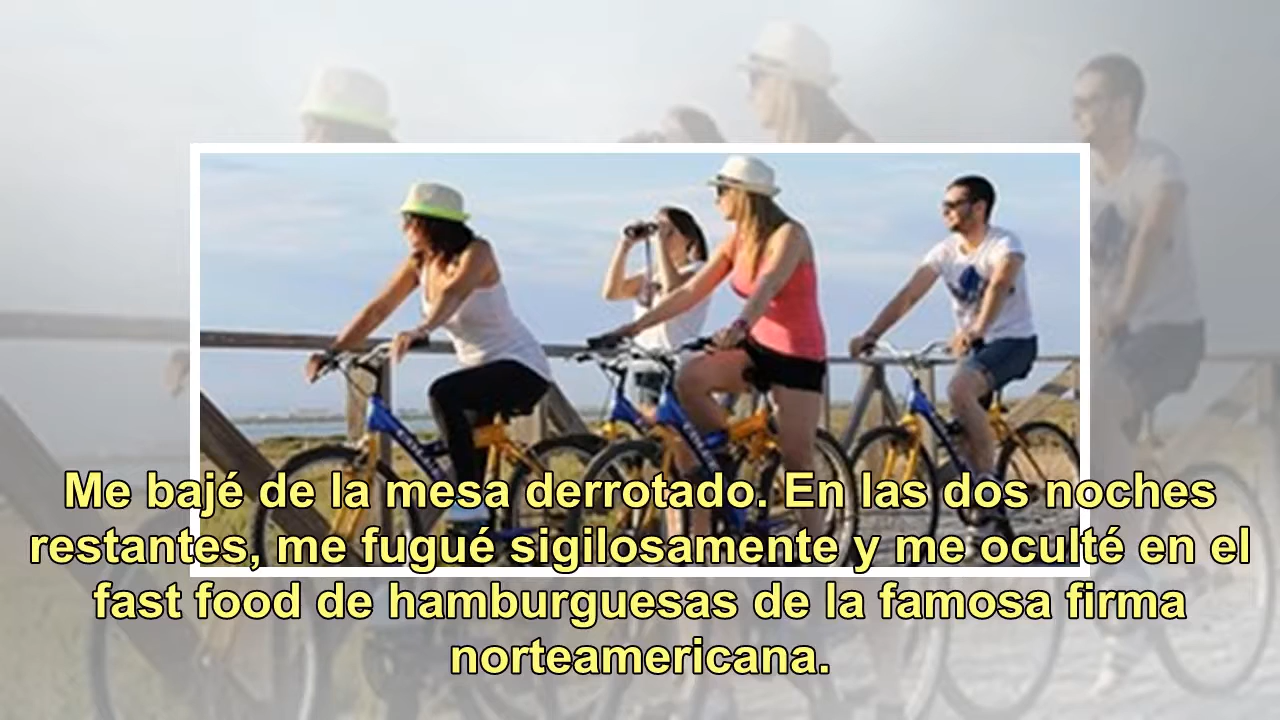 Me bajé de la mesa derrotado. En las dos noches
restantes, me fugué sigilosamente y me oculté en el
fast food de hamburguesas de la famosa firma
norteamericana.